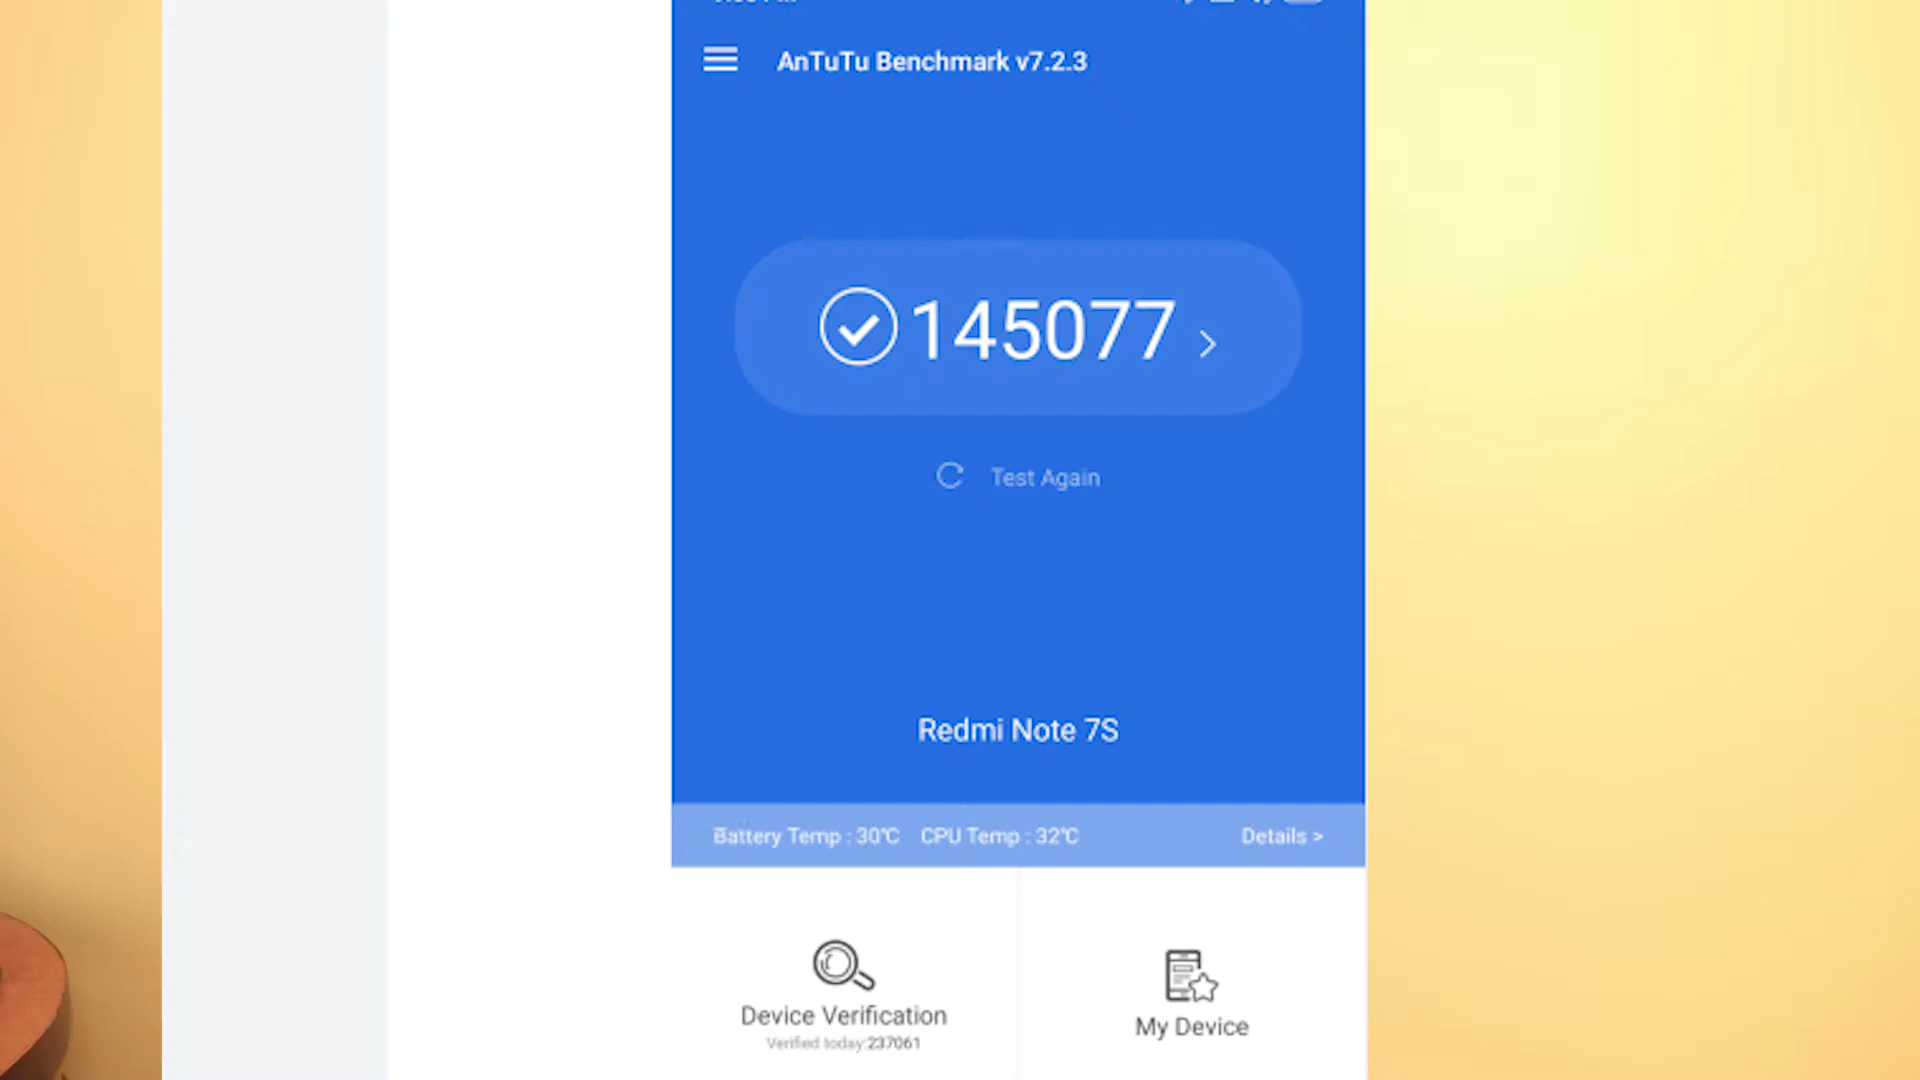 AnTuTu Benchmark v7.2.3
145077 >
Test Again
Redmi Note 7S
Battery Temp : 30℃ CPU Temp : 32℃ Details >
Device Verification
Verified today:237061
My Device